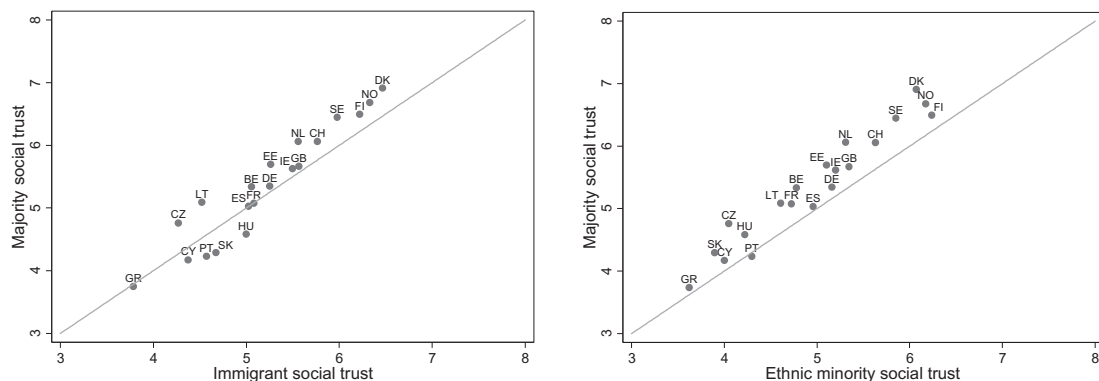 8
7
6
5
4
3
Majority social trust
DK
NO
FI
SE
NL CH
EE
IE GB
BE DE
LT
ES FR
CZ
HU
CY PT SK
GR
3 4 5 6 7 8
Immigrant social trust
8
7
6
5
4
3
Majority social trust
DK
NO
FI
SE
NL
CH
EE IE GB
BE DE
LT FR ES
CZ
HU
SK
CY PT
GR
3 4 5 6 7 8
Ethnic minority social trust